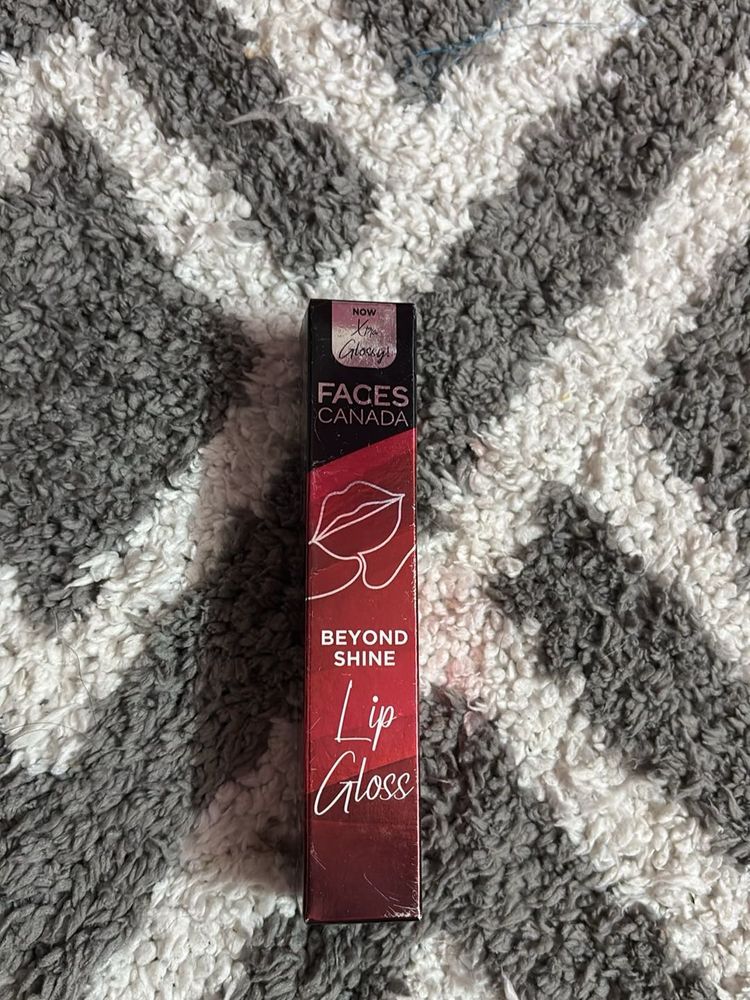 NOW
Xtra
Glossy!
FACES
CANADA
BEYOND
SHINE
Lip
Gloss